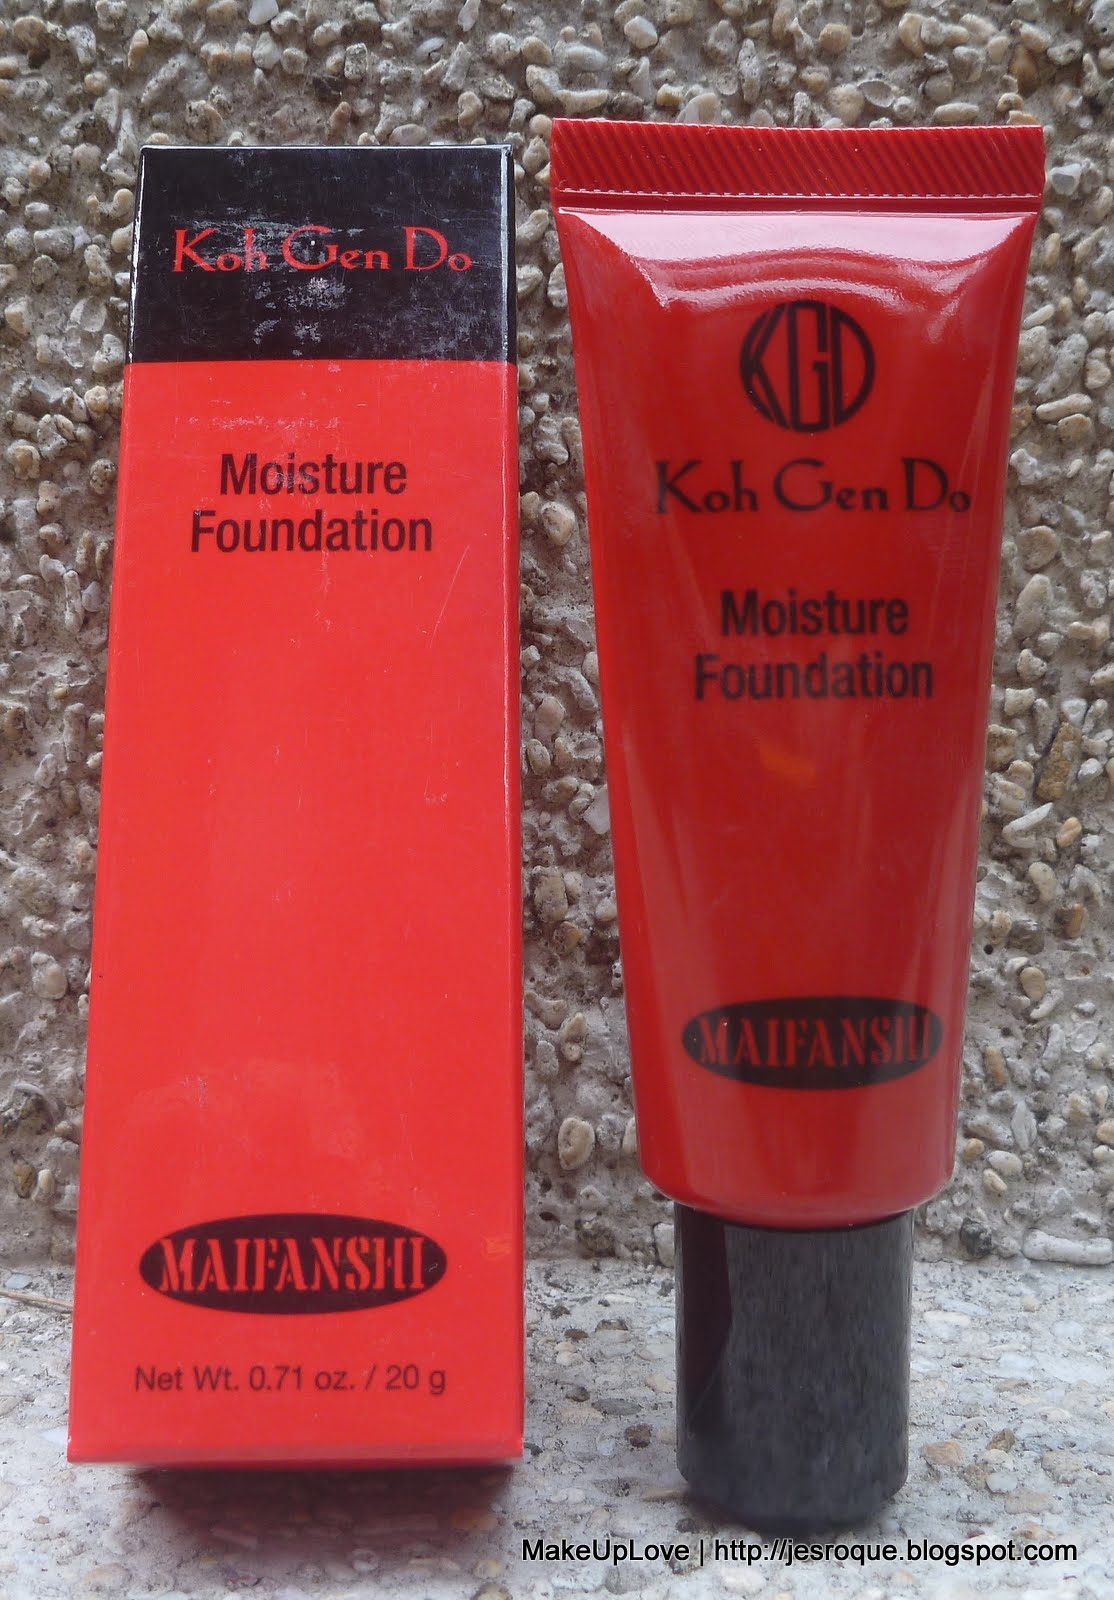 Koh Gen Do
Moisture
Foundation
MAIFANSHI
Net Wt. 0.71 oz. / 20 g
KGD
Koh Gen Do
Moisture
Foundation
MAIFANSHI
MakeUpLove | http://jesroque.blogspot.com